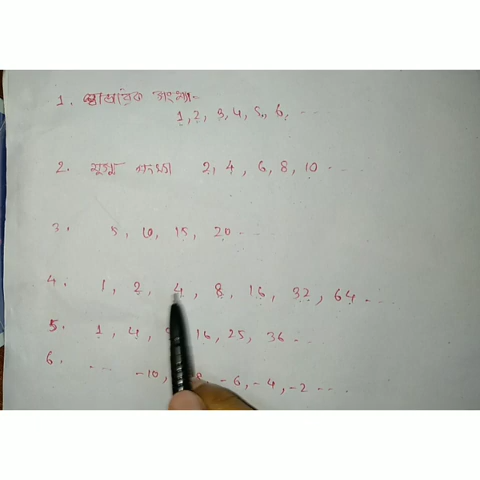 1. স্বাভাবিক সংখ্যা
1, 2, 3, 4, 5, 6, ...
2. যুগ্ম সংখ্যা 2, 4, 6, 8, 10 ...
3. 5, 10, 15, 20 ...
4. 1, 2, 4, 8, 16, 32, 64 ...
5. 1, 4, 16, 25, 36 ...
6. ... -10, -6, -4, -2 ...